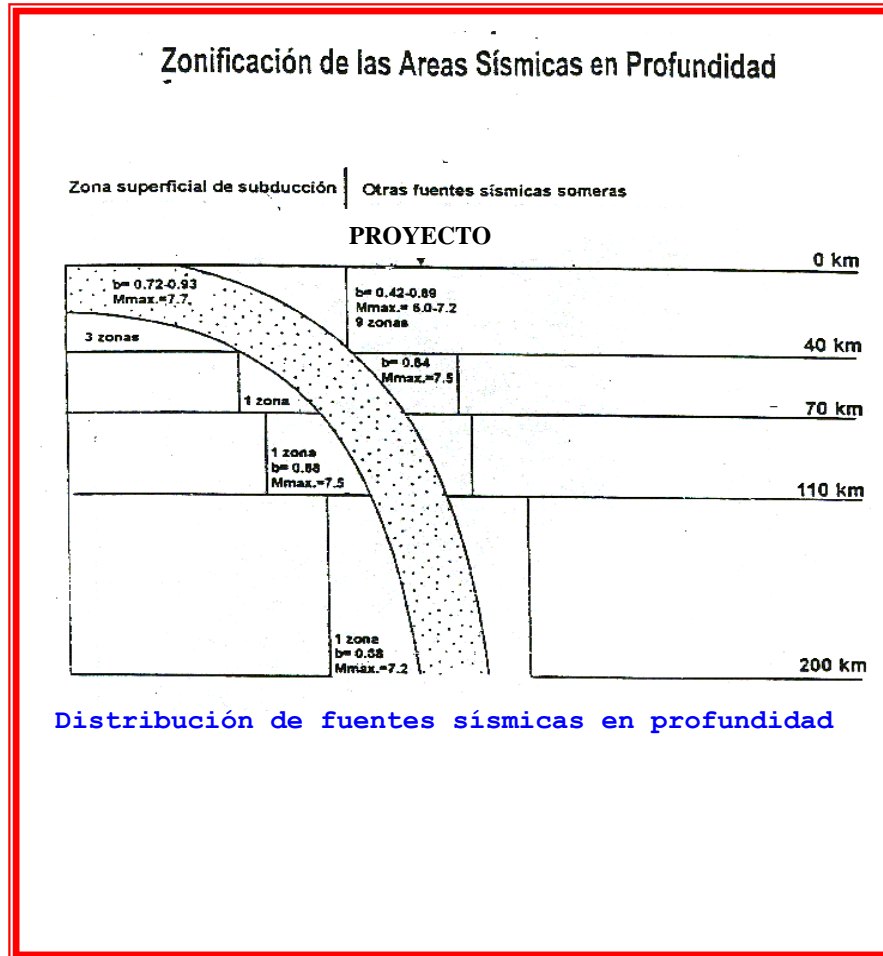 Zonificación de las Areas Sísmicas en Profundidad
Zona superficial de subducción
Otras fuentes sísmicas someras
PROYECTO
0 km
b= 0.72-0.93
Mmax.=7.7
b= 0.42-0.89
Mmax.= 6.0-7.2
9 zonas
3 zonas
40 km
b= 0.84
Mmax.=7.5
1 zona
70 km
1 zona
b= 0.88
Mmax.=7.5
110 km
1 zona
b= 0.58
Mmax.=7.2
200 km
Distribución de fuentes sísmicas en profundidad